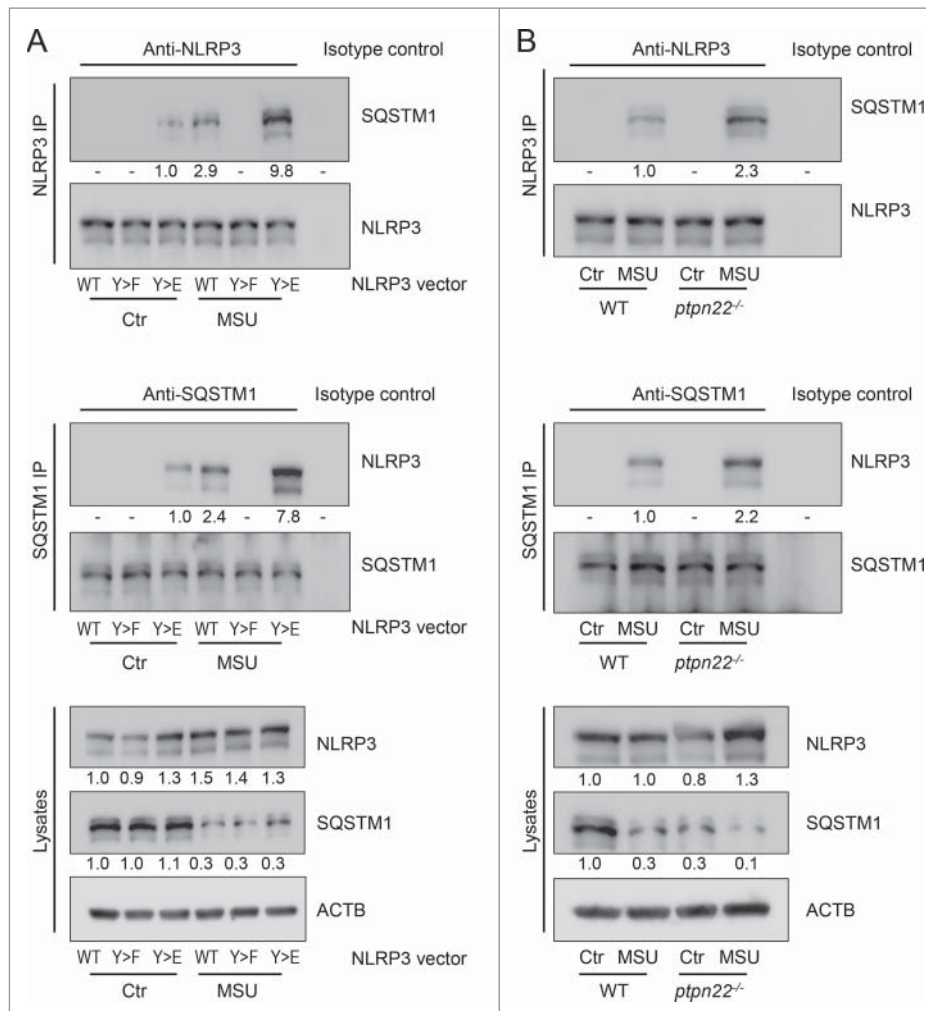 A
Anti-NLRP3 Isotype control
NLRP3 IP
SQSTM1
- - 1.0 2.9 - 9.8 -
NLRP3
WT Y>F Y>E WT Y>F Y>E NLRP3 vector
Ctr MSU
Anti-SQSTM1 Isotype control
SQSTM1 IP
NLRP3
- - 1.0 2.4 - 7.8 -
SQSTM1
WT Y>F Y>E WT Y>F Y>E NLRP3 vector
Ctr MSU
Lysates
NLRP3
1.0 0.9 1.3 1.5 1.4 1.3
SQSTM1
1.0 1.0 1.1 0.3 0.3 0.3
ACTB
WT Y>F Y>E WT Y>F Y>E NLRP3 vector
Ctr MSU
B
Anti-NLRP3 Isotype control
NLRP3 IP
SQSTM1
- 1.0 - 2.3 -
NLRP3
Ctr MSU Ctr MSU
WT ptpn22-/-
Anti-SQSTM1 Isotype control
SQSTM1 IP
NLRP3
- 1.0 - 2.2 -
SQSTM1
Ctr MSU Ctr MSU
WT ptpn22-/-
Lysates
NLRP3
1.0 1.0 0.8 1.3
SQSTM1
1.0 0.3 0.3 0.1
ACTB
Ctr MSU Ctr MSU
WT ptpn22-/-